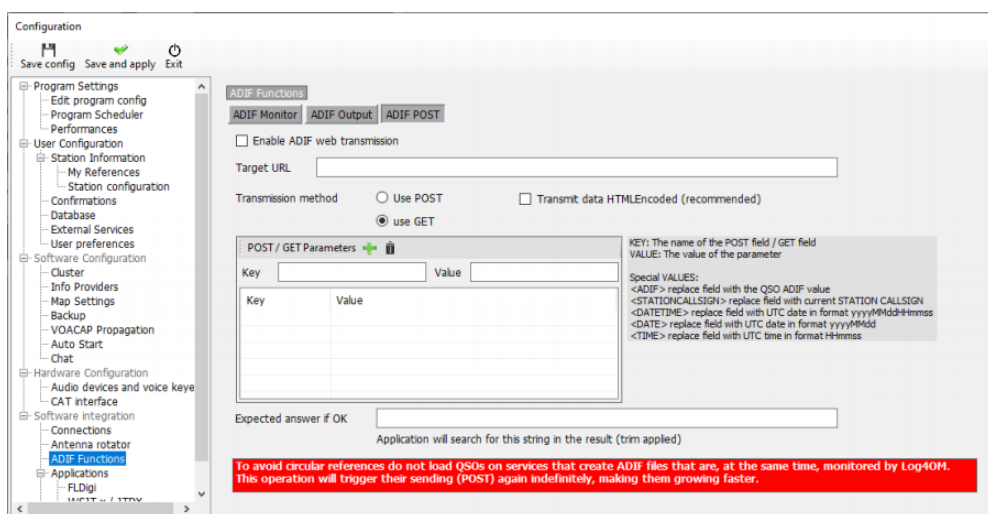 Configuration
Save config Save and apply Exit
Program Settings
Edit program config
Program Scheduler
Performances
User Configuration
Station Information
My References
Station configuration
Confirmations
Database
External Services
User preferences
Software Configuration
Cluster
Info Providers
Map Settings
Backup
VOACAP Propagation
Auto Start
Chat
Hardware Configuration
Audio devices and voice keye
CAT interface
Software integration
Connections
Antenna rotator
ADIF Functions
Applications
FLDigi
ADIF Functions
ADIF Monitor ADIF Output ADIF POST
Enable ADIF web transmission
Target URL
Transmission method Use POST Transmit data HTMLEncoded (recommended)
use GET
POST / GET Parameters
Key Value
Key Value
KEY: The name of the POST field / GET field
VALUE: The value of the parameter
Special VALUES:
<ADIF> replace field with the QSO ADIF value
<STATIONCALLSIGN> replace field with current STATION CALLSIGN
<DATETIME> replace field with UTC date in format yyyyMMddHHmmss
<DATE> replace field with UTC date in format yyyyMMdd
<TIME> replace field with UTC time in format HHmmss
Expected answer if OK
Application will search for this string in the result (trim applied)
To avoid circular references do not load QSOs on services that create ADIF files that are, at the same time, monitored by Log4OM.
This operation will trigger their sending (POST) again indefinitely, making them growing faster.